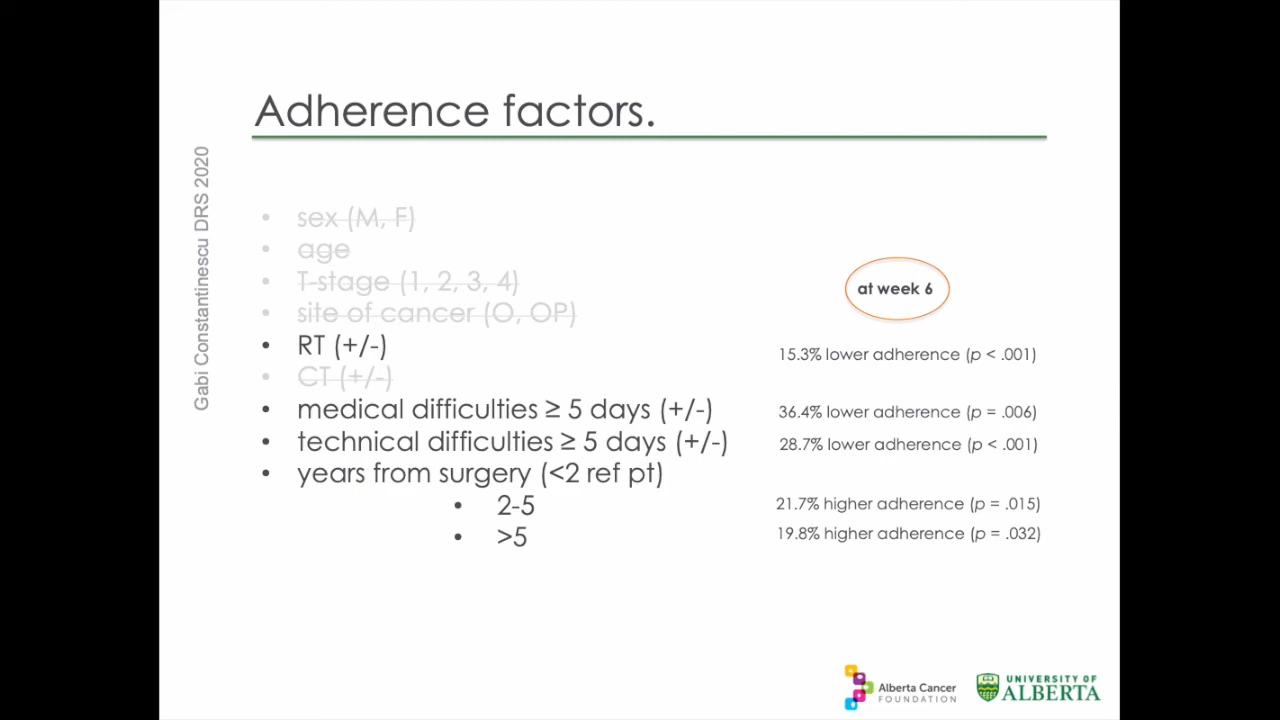 Adherence factors.
Gabi Constantinescu DRS 2020
• sex (M, F)
• age
• T-stage (1, 2, 3, 4)
• site of cancer (O, OP)
• RT (+/-)
• CT (+/-)
• medical difficulties ≥ 5 days (+/-)
• technical difficulties ≥ 5 days (+/-)
• years from surgery (<2 ref pt)
• 2-5
• >5
at week 6
15.3% lower adherence (p < .001)
36.4% lower adherence (p = .006)
28.7% lower adherence (p < .001)
21.7% higher adherence (p = .015)
19.8% higher adherence (p = .032)
Alberta Cancer
FOUNDATION
UNIVERSITY OF
ALBERTA